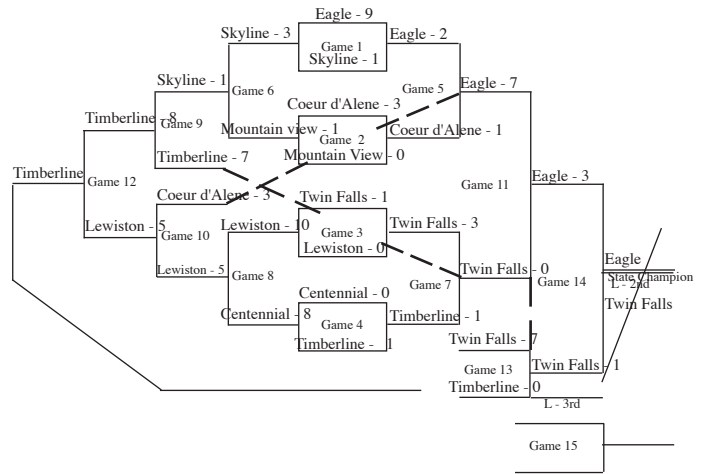 Eagle - 9
Skyline - 3
Eagle - 2
Game 1
Skyline - 1
Skyline - 1
Game 6
Game 5
Eagle - 7
Coeur d'Alene - 3
Timberline - 8
Game 9
Mountain view - 1
Game 2
Coeur d'Alene - 1
Mountain View - 0
Timberline - 7
Timberline
Game 12
Game 11
Eagle - 3
Coeur d'Alene - 3
Twin Falls - 1
Lewiston - 5
Game 10
Lewiston - 10
Game 3
Twin Falls - 3
Lewiston - 0
Eagle
Lewiston - 5
Game 8
Twin Falls - 0
State Champion
Game 7
Game 14
L - 2nd
Centennial - 0
Twin Falls
Centennial - 8
Game 4
Timberline - 1
Timberline - 1
Twin Falls - 7
Game 13
Twin Falls - 1
Timberline - 0
L - 3rd
Game 15